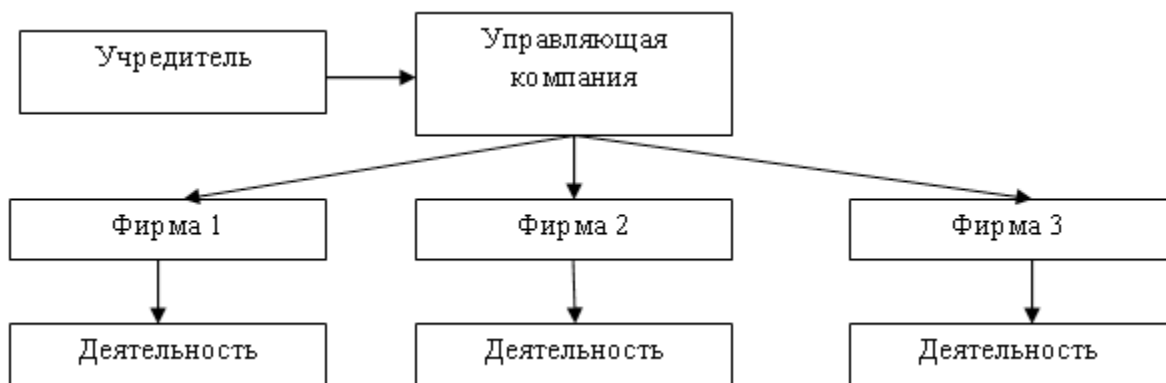 Учредитель
Управляющая
компания
Фирма 1
Фирма 2
Фирма 3
Деятельность
Деятельность
Деятельность